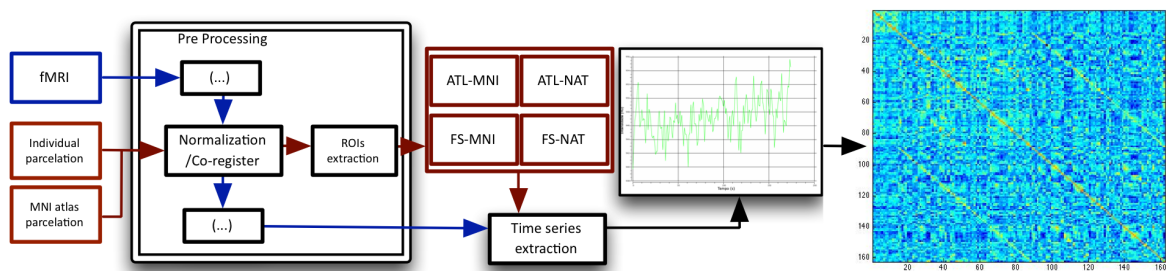 Pre Processing
fMRI
(...)
Individual
parcelation
MNI atlas
parcelation
Normalization
/Co-register
ROIs
extraction
(...)
ATL-MNI
ATL-NAT
FS-MNI
FS-NAT
Time series
extraction
Tempo (s)
20
40
60
80
100
120
140
160
20
40
60
80
100
120
140
160